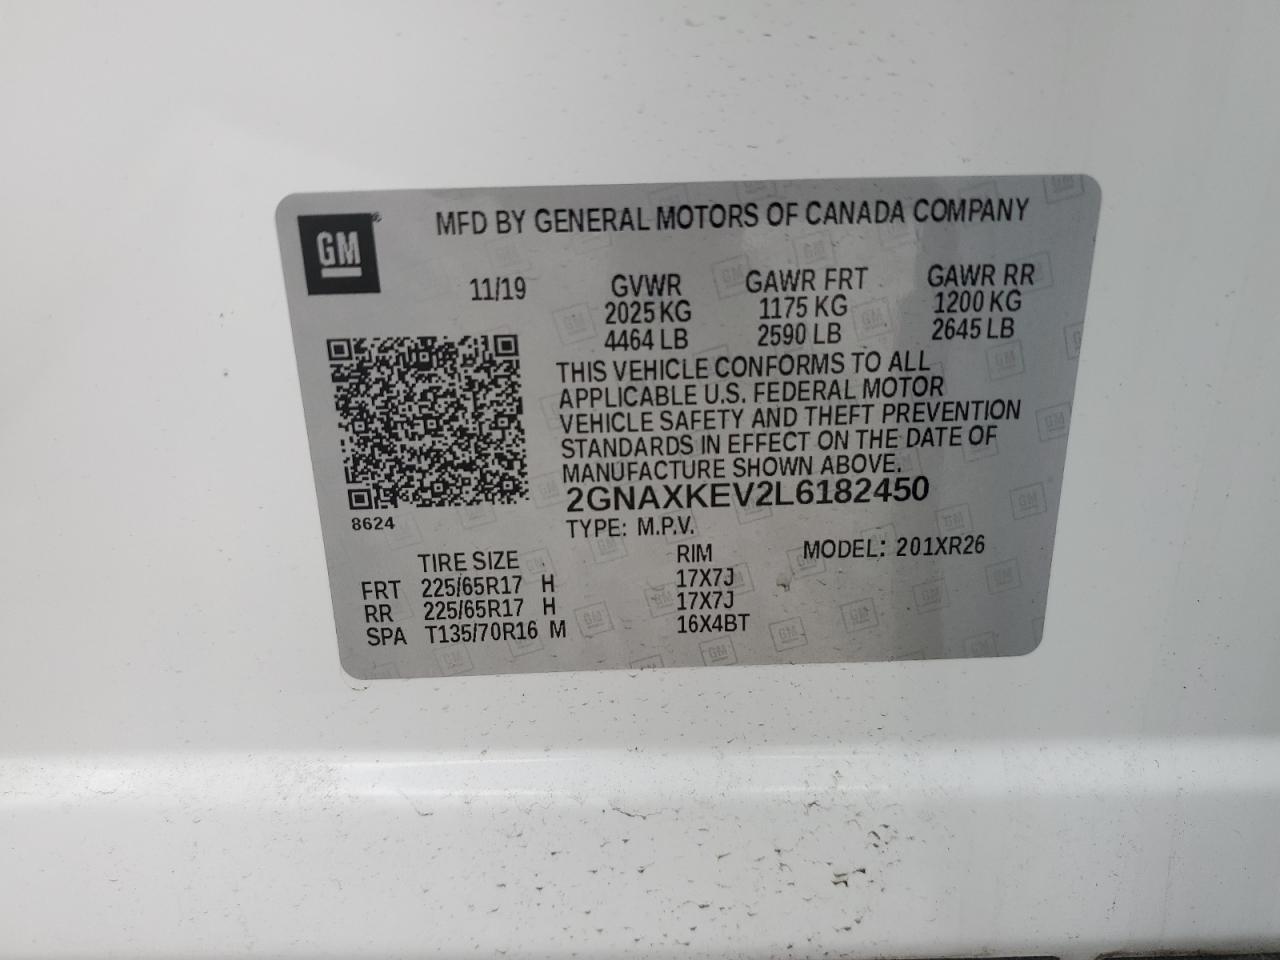 GM
MFD BY GENERAL MOTORS OF CANADA COMPANY
11/19
GVWR GAWR FRT GAWR RR
2025 KG 1175 KG 1200 KG
4464 LB 2590 LB 2645 LB
THIS VEHICLE CONFORMS TO ALL
APPLICABLE U.S. FEDERAL MOTOR
VEHICLE SAFETY AND THEFT PREVENTION
STANDARDS IN EFFECT ON THE DATE OF
MANUFACTURE SHOWN ABOVE.
2GNAXKEV2L6182450
8624
TYPE: M.P.V.
MODEL: 201XR26
TIRE SIZE RIM
FRT 225/65R17 H 17X7J
RR 225/65R17 H 17X7J
SPA T135/70R16 M 16X4BT